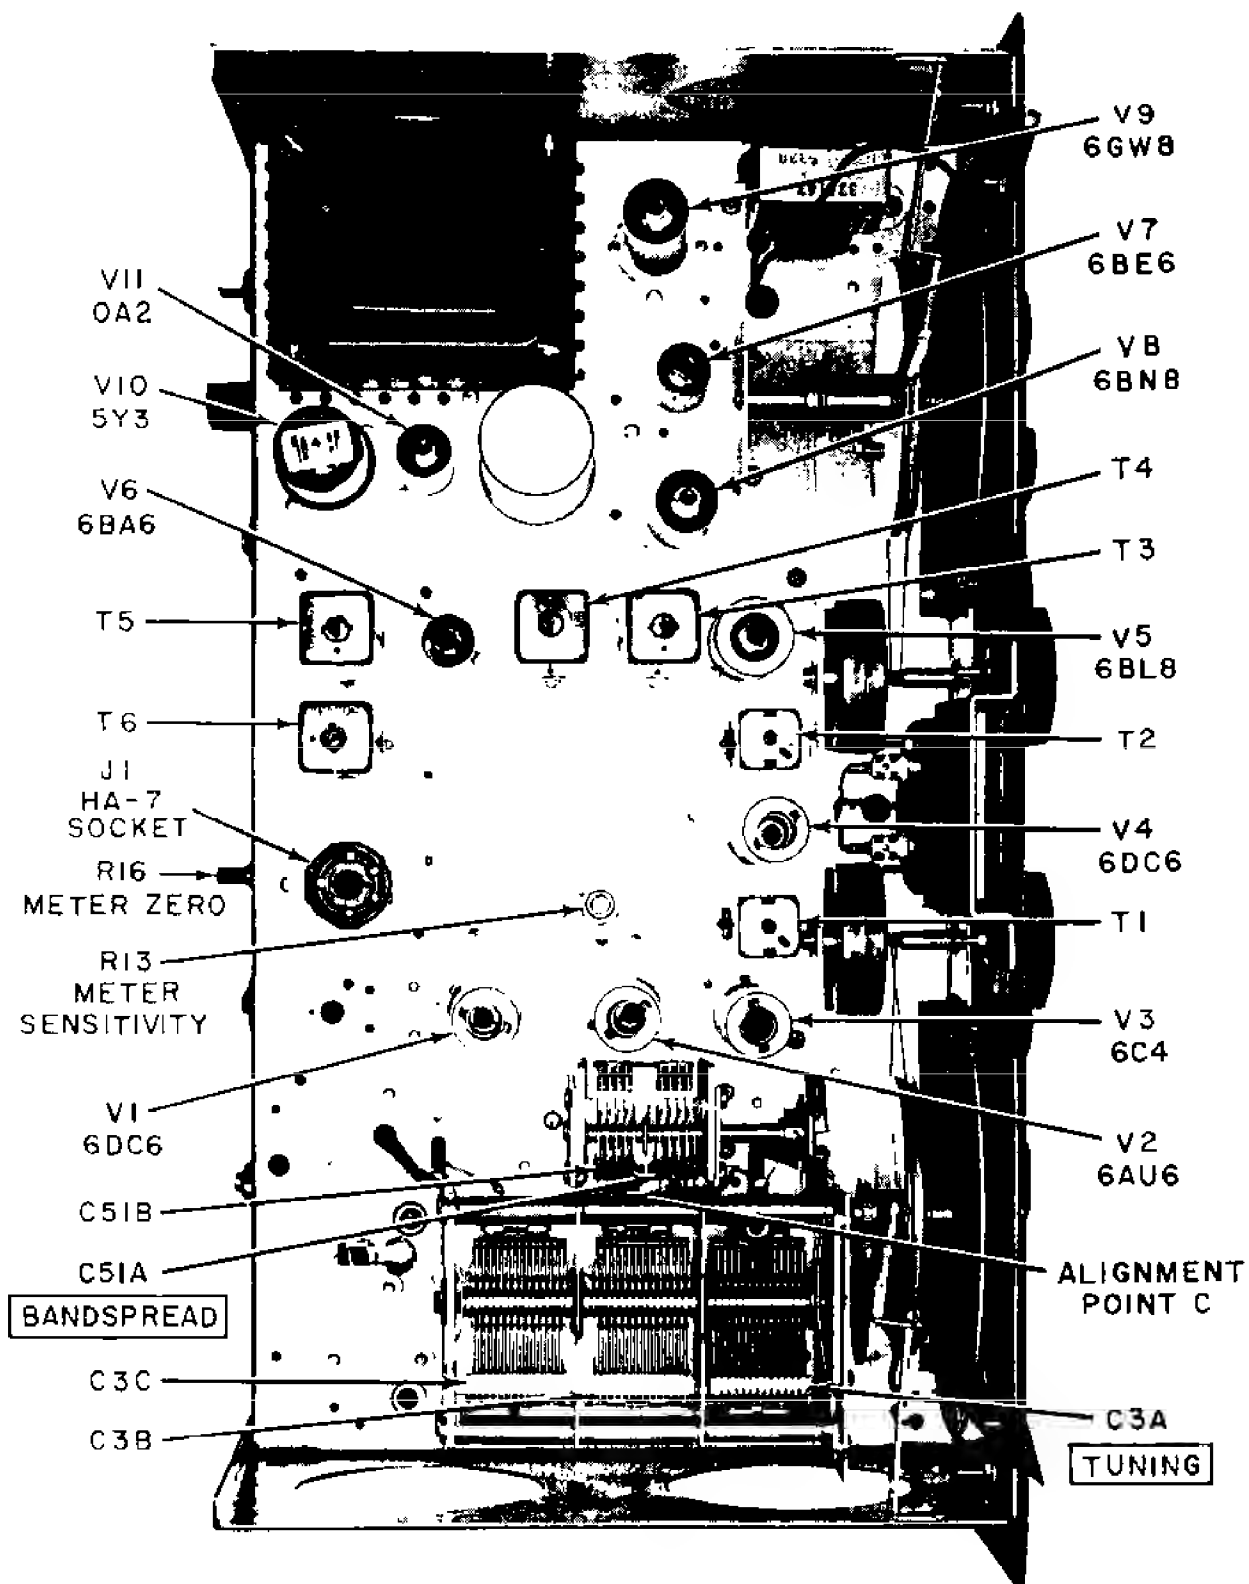 V9
6GW8
V7
6BE6
V11
OA2
V8
6BN8
V10
5Y3
T4
V6
6BA6
T3
T5
V5
6BL8
T6
T2
J1
HA-7
SOCKET
V4
6DC6
R16
METER ZERO
T1
R13
METER
SENSITIVITY
V3
6C4
V1
6DC6
V2
6AU6
C51B
C51A
BANDSPREAD
ALIGNMENT
POINT C
C3C
C3B
C3A
TUNING